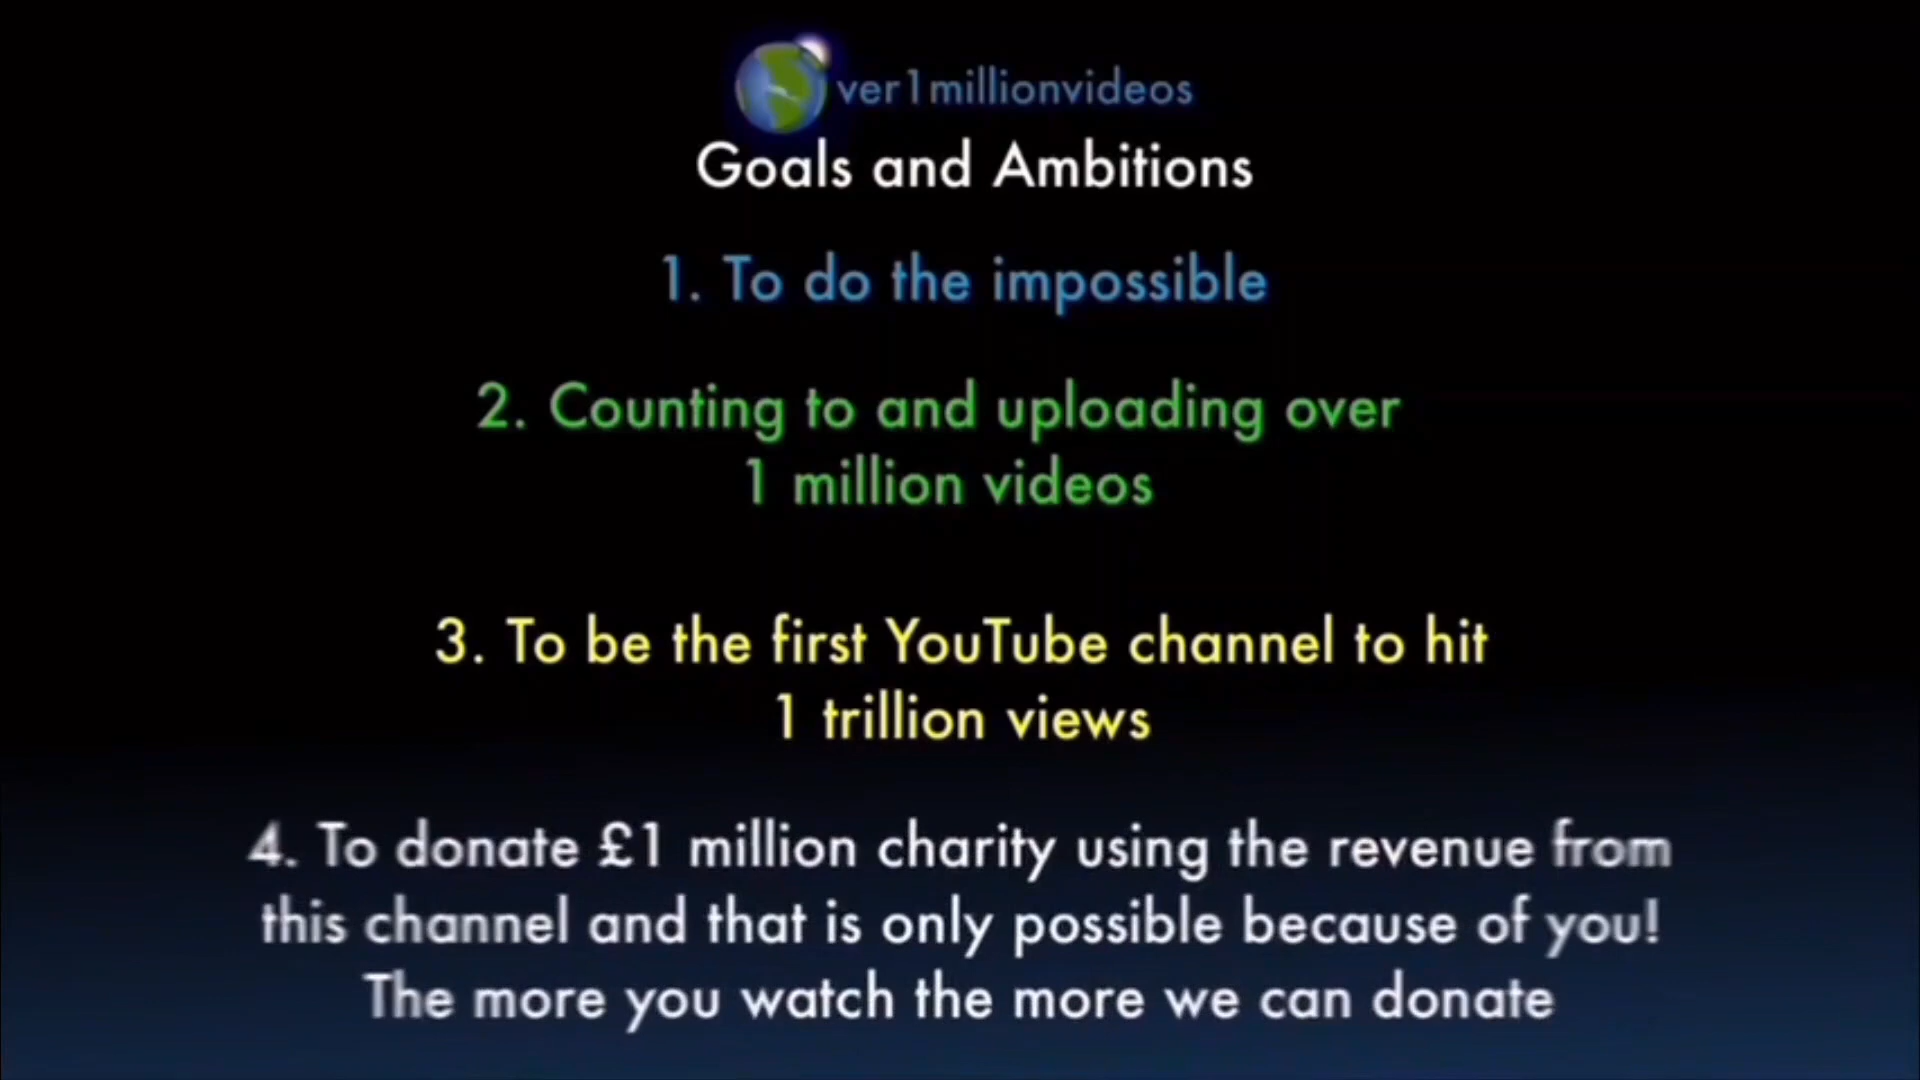 ver1millionvideos
Goals and Ambitions
1. To do the impossible
2. Counting to and uploading over
1 million videos
3. To be the first YouTube channel to hit
1 trillion views
4. To donate £1 million charity using the revenue from
this channel and that is only possible because of you!
The more you watch the more we can donate